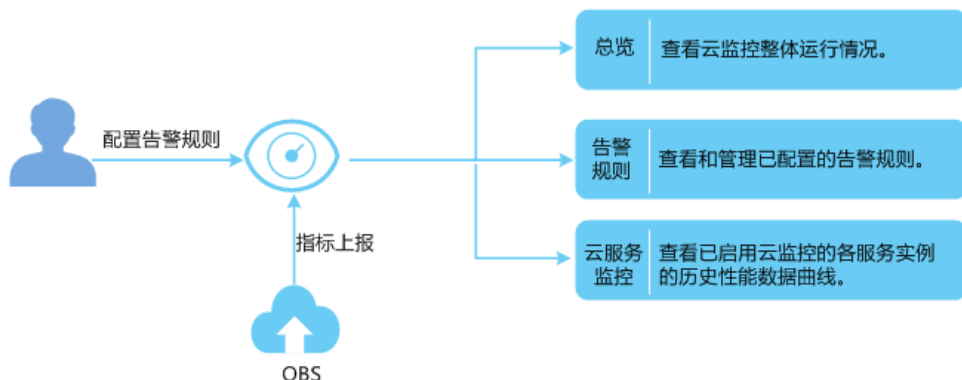 配置告警规则
指标上报
OBS
总览
查看云监控整体运行情况。
告警
规则
查看和管理已配置的告警规则。
云服务
监控
查看已启用云监控的各服务实例
的历史性能数据曲线。